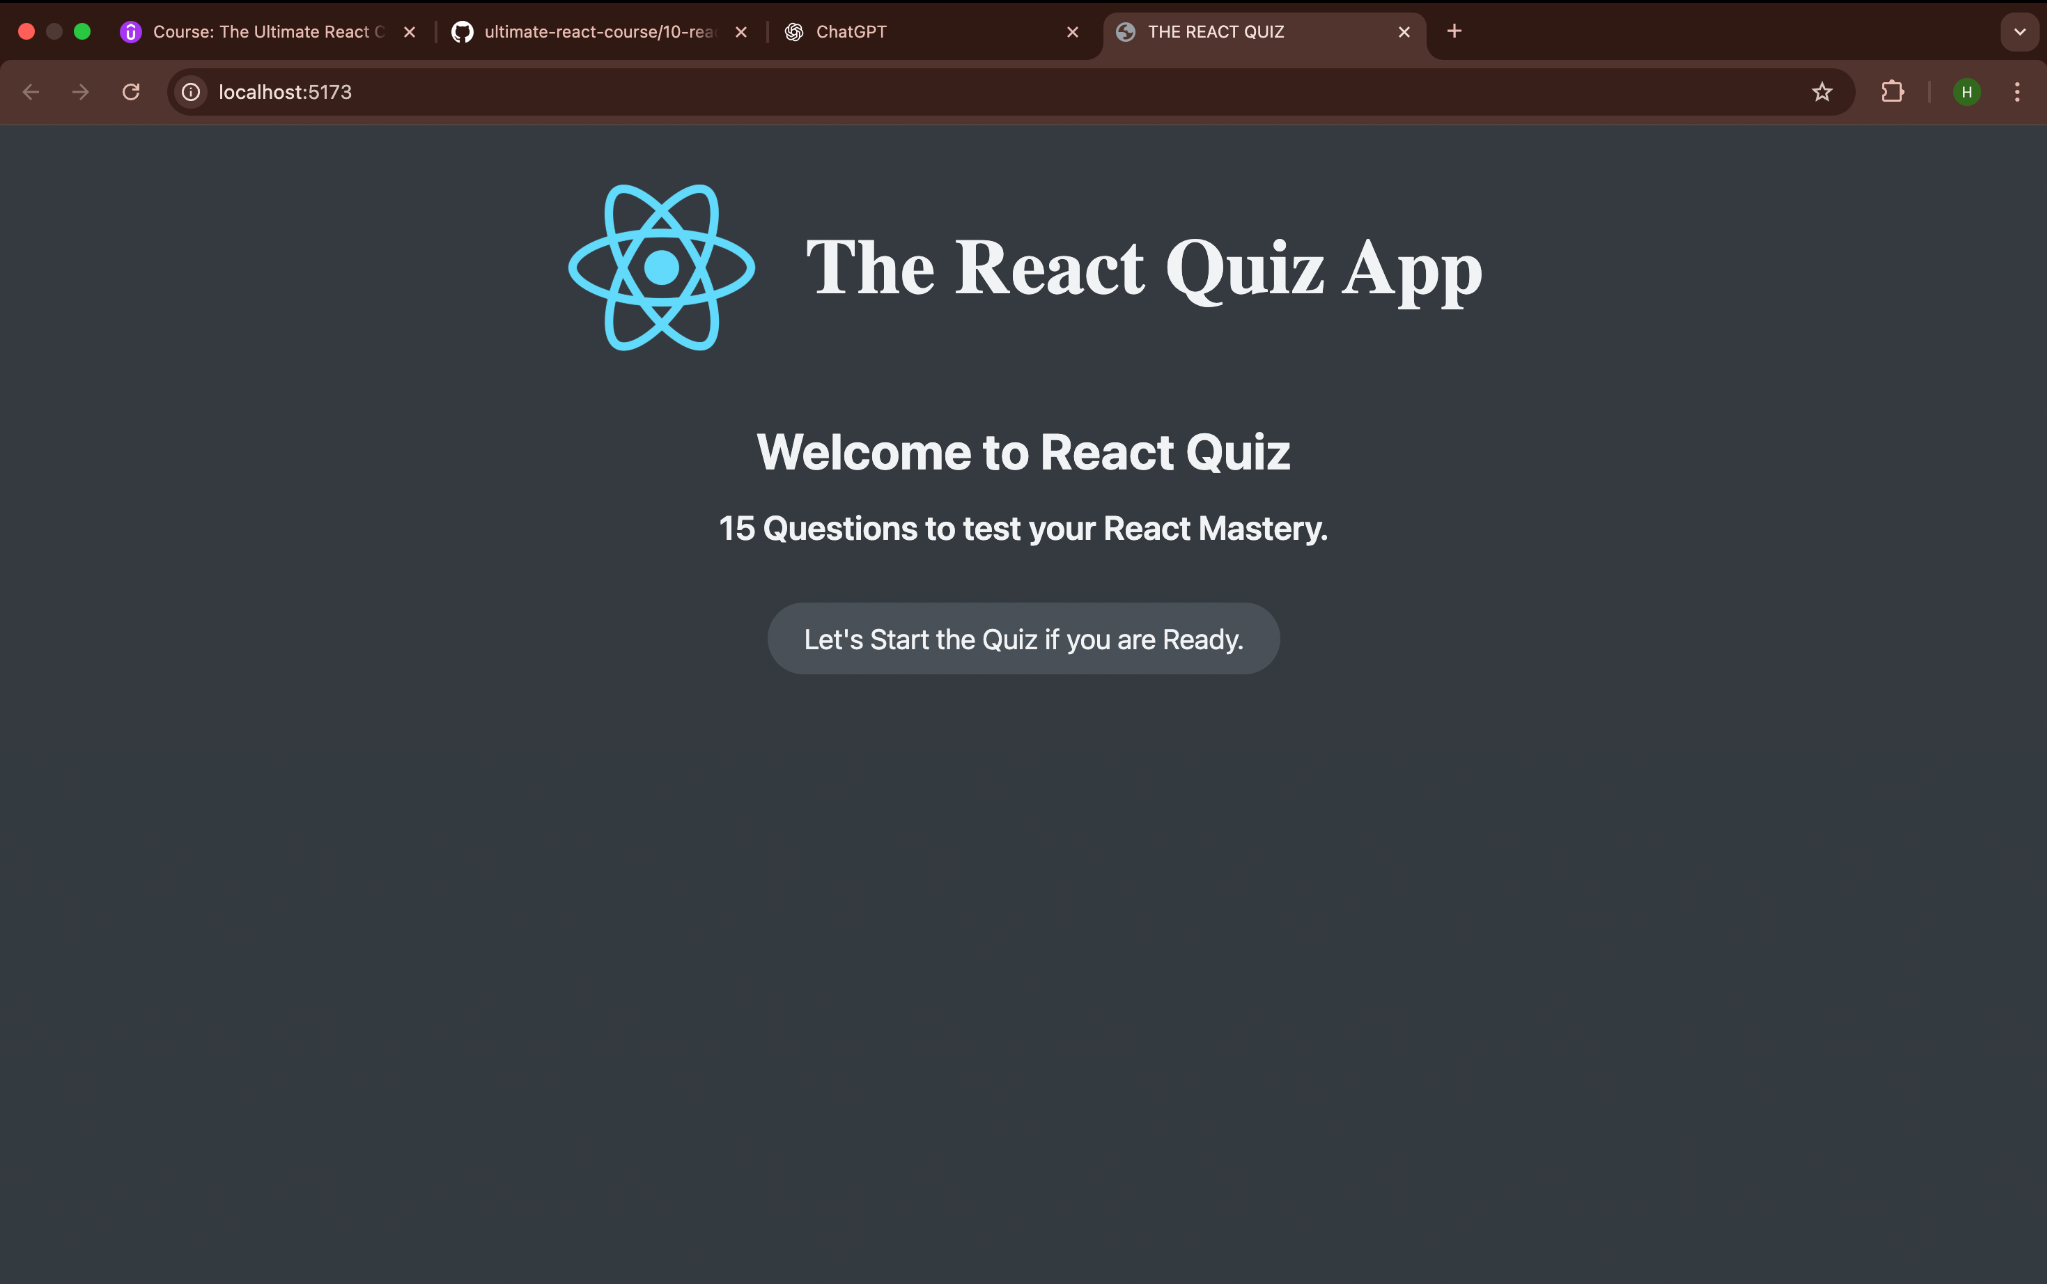 Course: The Ultimate React C
ultimate-react-course/10-rea
ChatGPT
THE REACT QUIZ
localhost:5173
H
The React Quiz App
Welcome to React Quiz
15 Questions to test your React Mastery.
Let's Start the Quiz if you are Ready.